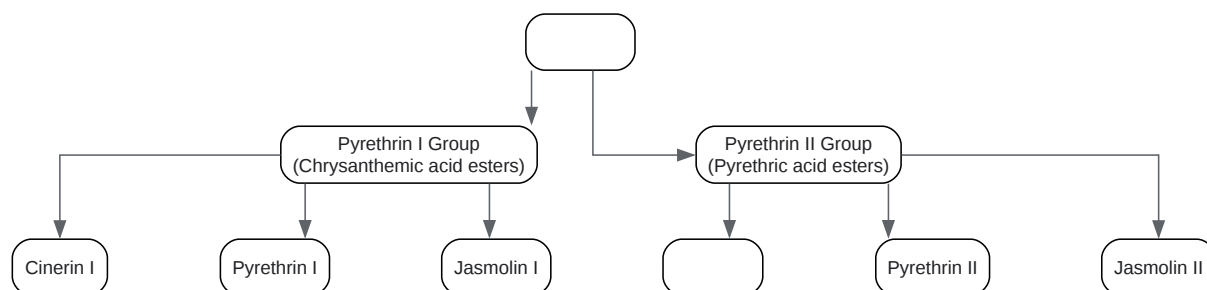 Pyrethrin I Group
(Chrysanthemic acid esters)
Pyrethrin II Group
(Pyrethric acid esters)
Cinerin I
Pyrethrin I
Jasmolin I
Pyrethrin II
Jasmolin II